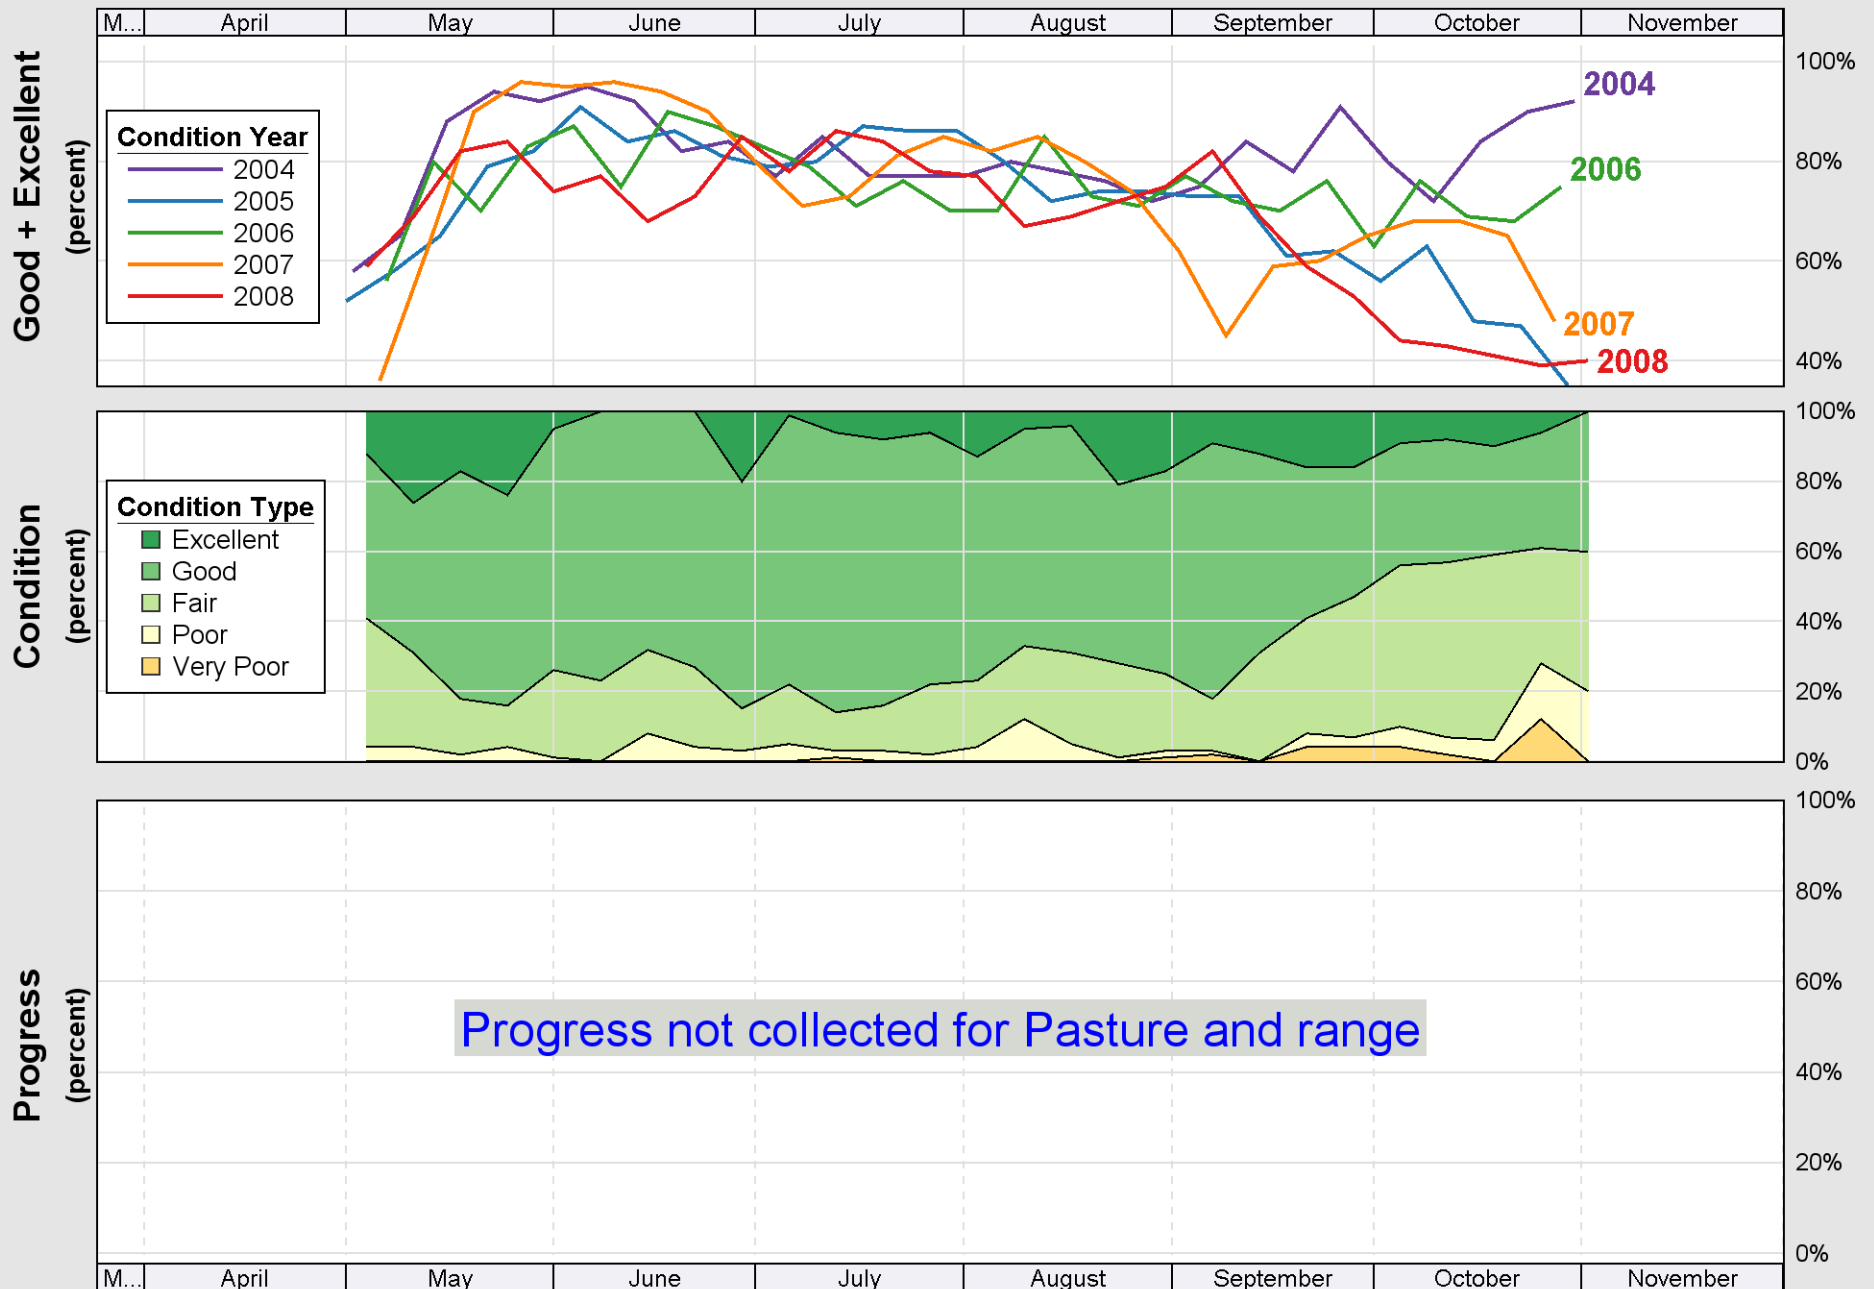 M... April May June July August September October November
Good + Excellent
(percent)
100%
80%
60%
40%
Condition Year
2004
2005
2006
2007
2008
2004
2006
2007
2008
Condition
(percent)
100%
80%
60%
40%
20%
0%
Condition Type
Excellent
Good
Fair
Poor
Very Poor
Progress
(percent)
100%
80%
60%
40%
20%
0%
Progress not collected for Pasture and range
M... April May June July August September October November